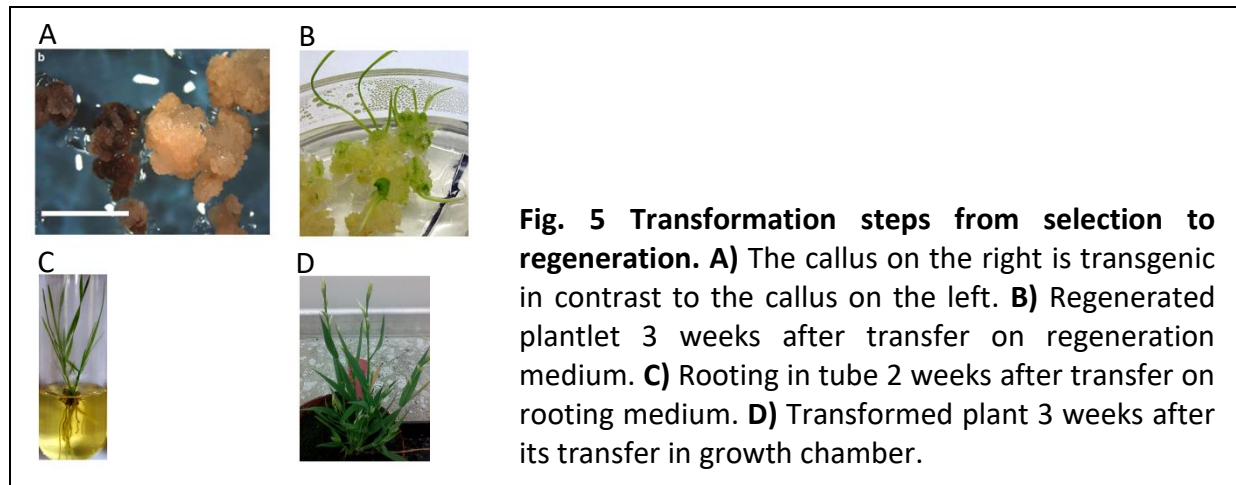 A
B
b
C
D
Fig. 5 Transformation steps from selection to
regeneration. A) The callus on the right is transgenic
in contrast to the callus on the left. B) Regenerated
plantlet 3 weeks after transfer on regeneration
medium. C) Rooting in tube 2 weeks after transfer on
rooting medium. D) Transformed plant 3 weeks after
its transfer in growth chamber.